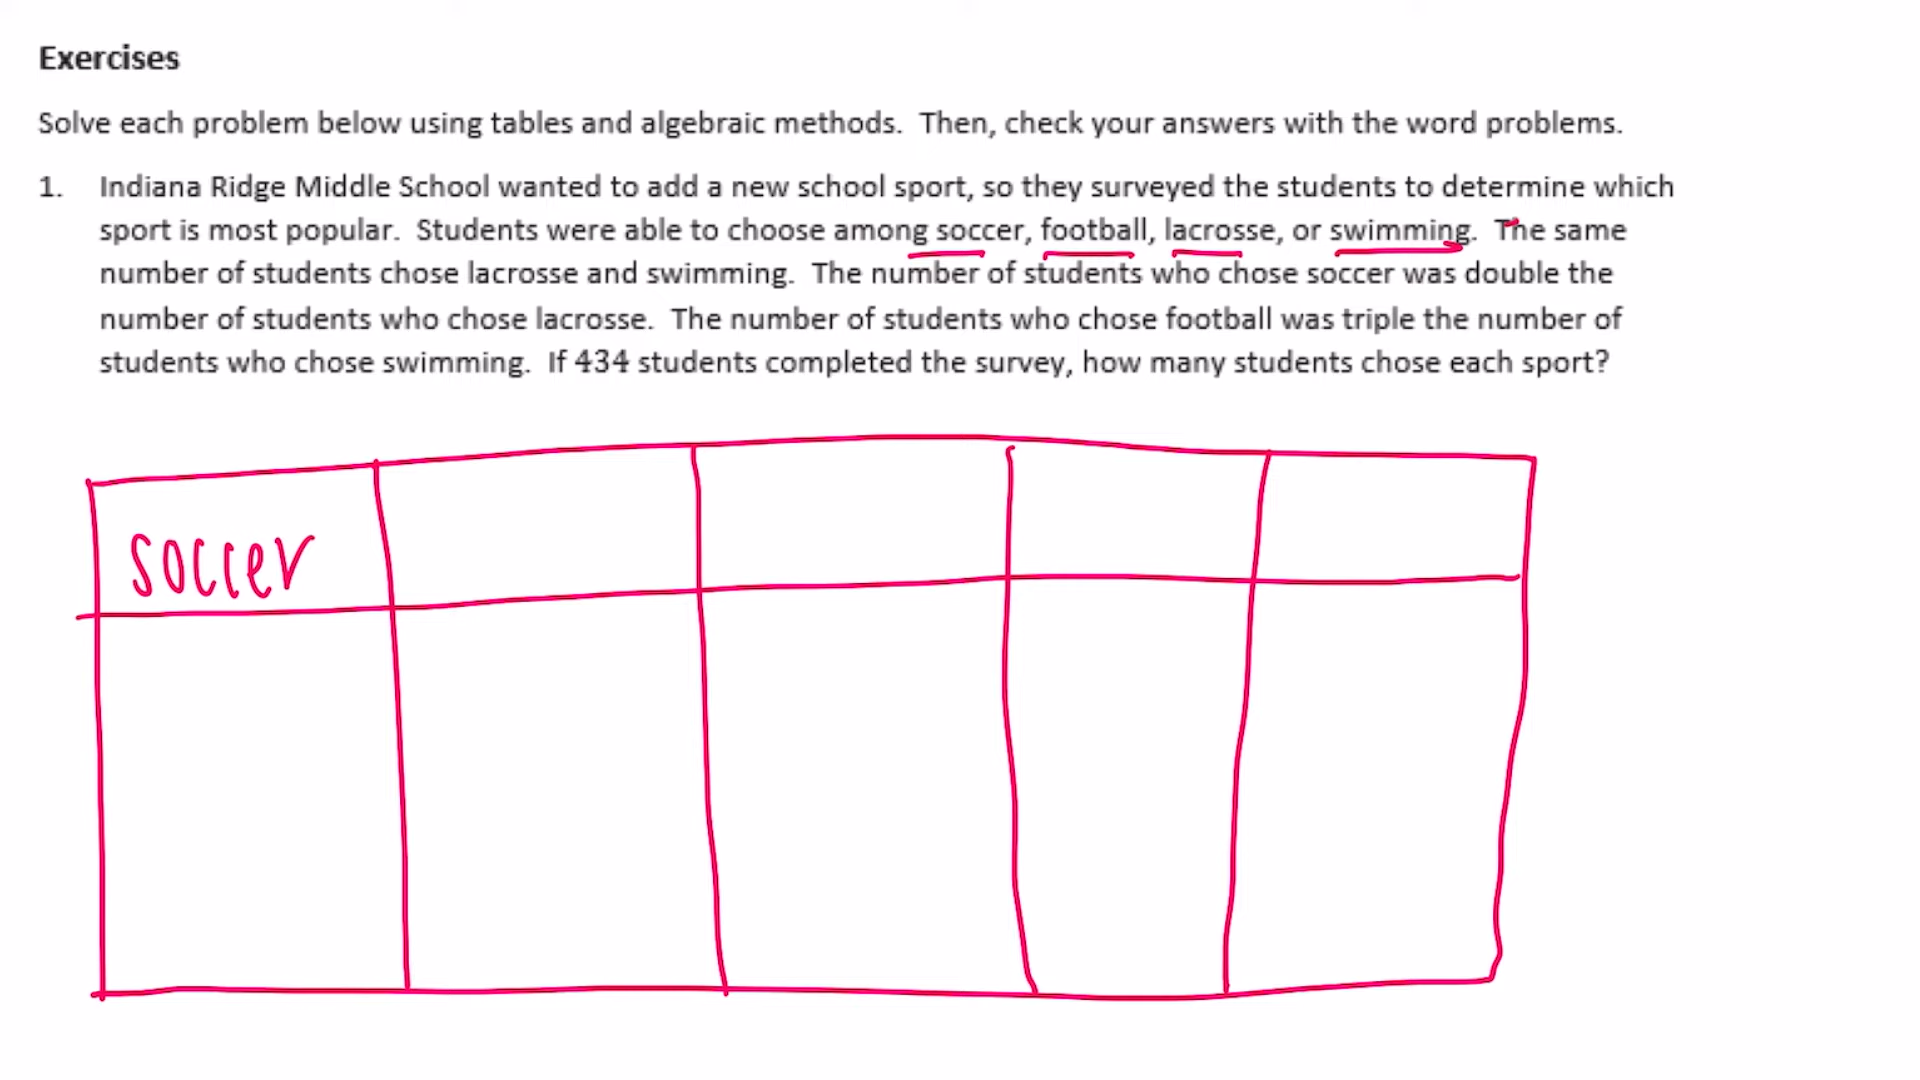 Exercises
Solve each problem below using tables and algebraic methods. Then, check your answers with the word problems.
1. Indiana Ridge Middle School wanted to add a new school sport, so they surveyed the students to determine which
sport is most popular. Students were able to choose among soccer, football, lacrosse, or swimming. The same
number of students chose lacrosse and swimming. The number of students who chose soccer was double the
number of students who chose lacrosse. The number of students who chose football was triple the number of
students who chose swimming. If 434 students completed the survey, how many students chose each sport?
soccer